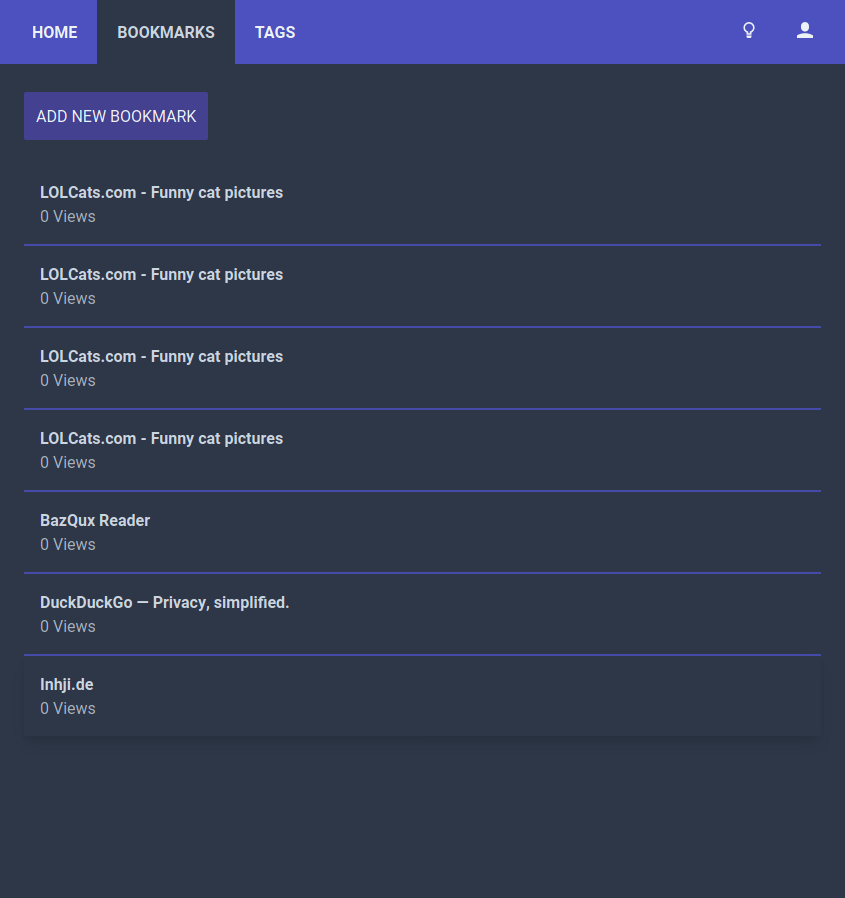 HOME BOOKMARKS TAGS
ADD NEW BOOKMARK
LOLCats.com - Funny cat pictures
0 Views
LOLCats.com - Funny cat pictures
0 Views
LOLCats.com - Funny cat pictures
0 Views
LOLCats.com - Funny cat pictures
0 Views
BazQux Reader
0 Views
DuckDuckGo — Privacy, simplified.
0 Views
Inhji.de
0 Views